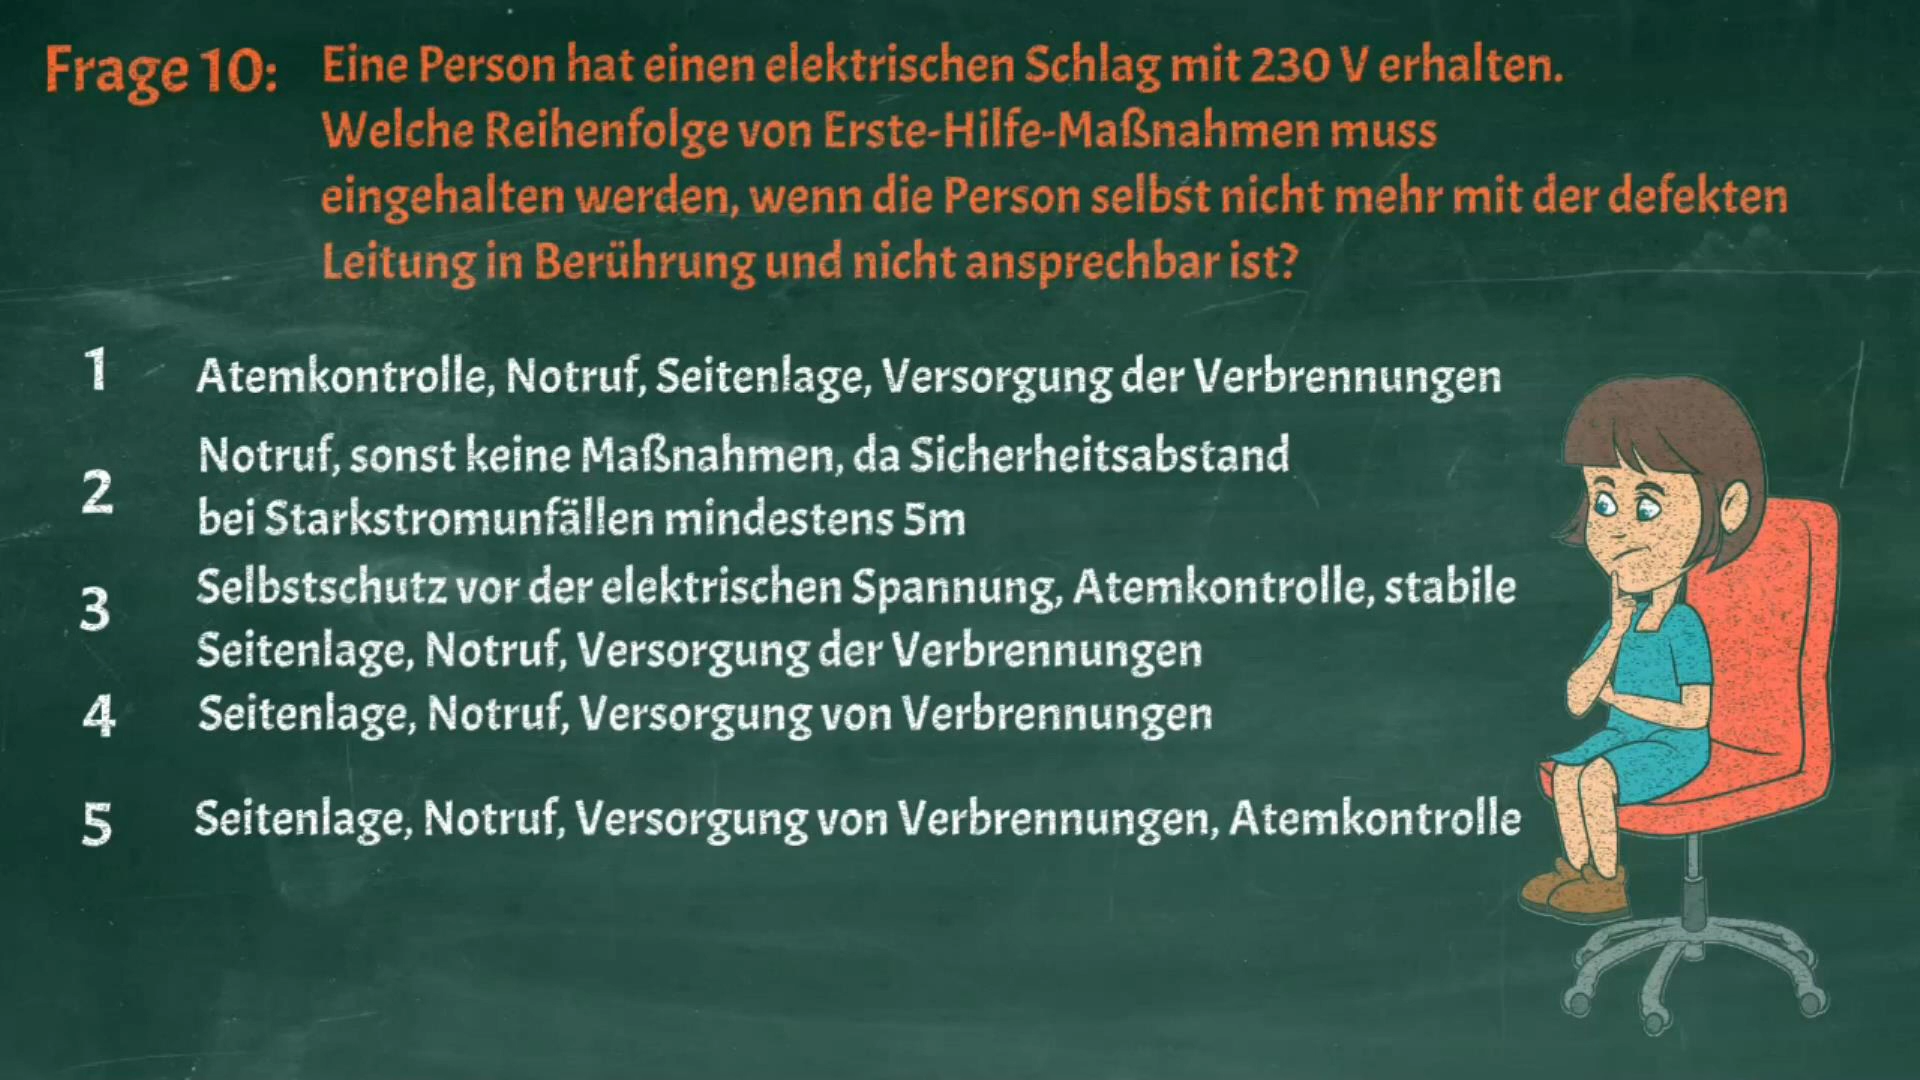 Frage 10: Eine Person hat einen elektrischen Schlag mit 230 V erhalten.
Welche Reihenfolge von Erste-Hilfe-Maßnahmen muss
eingehalten werden, wenn die Person selbst nicht mehr mit der defekten
Leitung in Berührung und nicht ansprechbar ist?
1 Atemkontrolle, Notruf, Seitenlage, Versorgung der Verbrennungen
2 Notruf, sonst keine Maßnahmen, da Sicherheitsabstand
bei Starkstromunfällen mindestens 5m
3 Selbstschutz vor der elektrischen Spannung, Atemkontrolle, stabile
Seitenlage, Notruf, Versorgung der Verbrennungen
4 Seitenlage, Notruf, Versorgung von Verbrennungen
5 Seitenlage, Notruf, Versorgung von Verbrennungen, Atemkontrolle